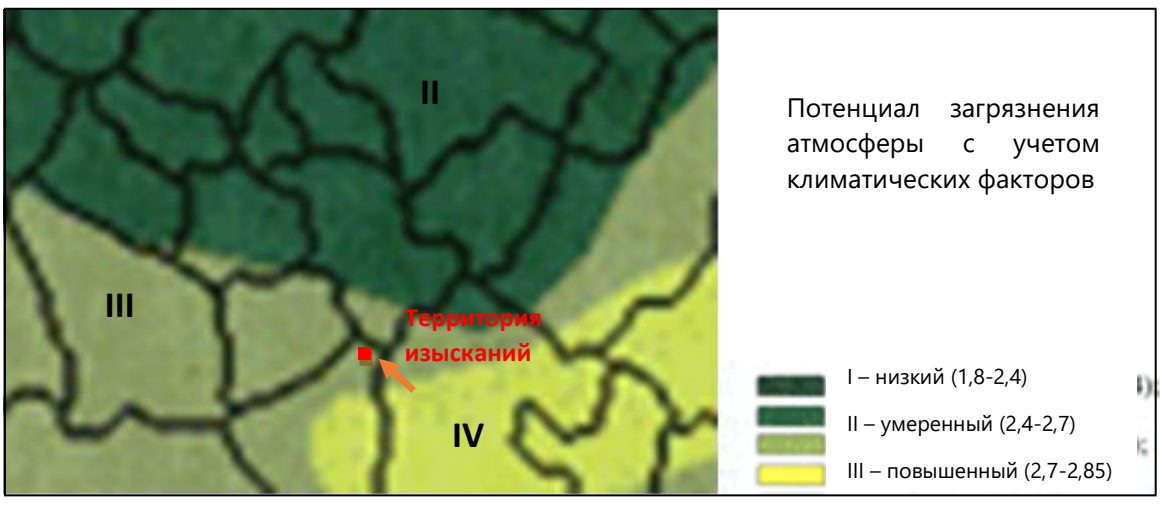 II
III
Территория
изысканий
IV
Потенциал загрязнения
атмосферы с учетом
климатических факторов
I – низкий (1,8-2,4)
II – умеренный (2,4-2,7)
III – повышенный (2,7-2,85)